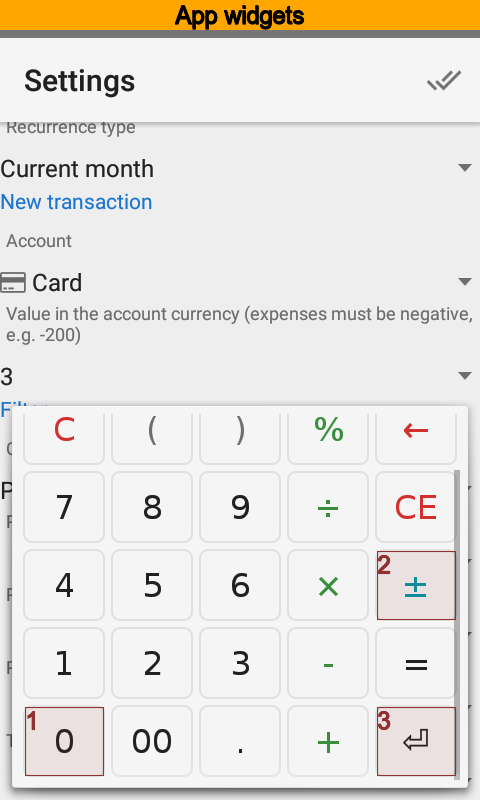 App widgets
Settings
Recurrence type
Current month
New transaction
Account
Card
Value in the account currency (expenses must be negative,
e.g. -200)
3
C ( ) % ←
7 8 9 ÷ CE
4 5 6 × 2 ±
1 2 3 - =
1 0 00 . + 3 ⏎